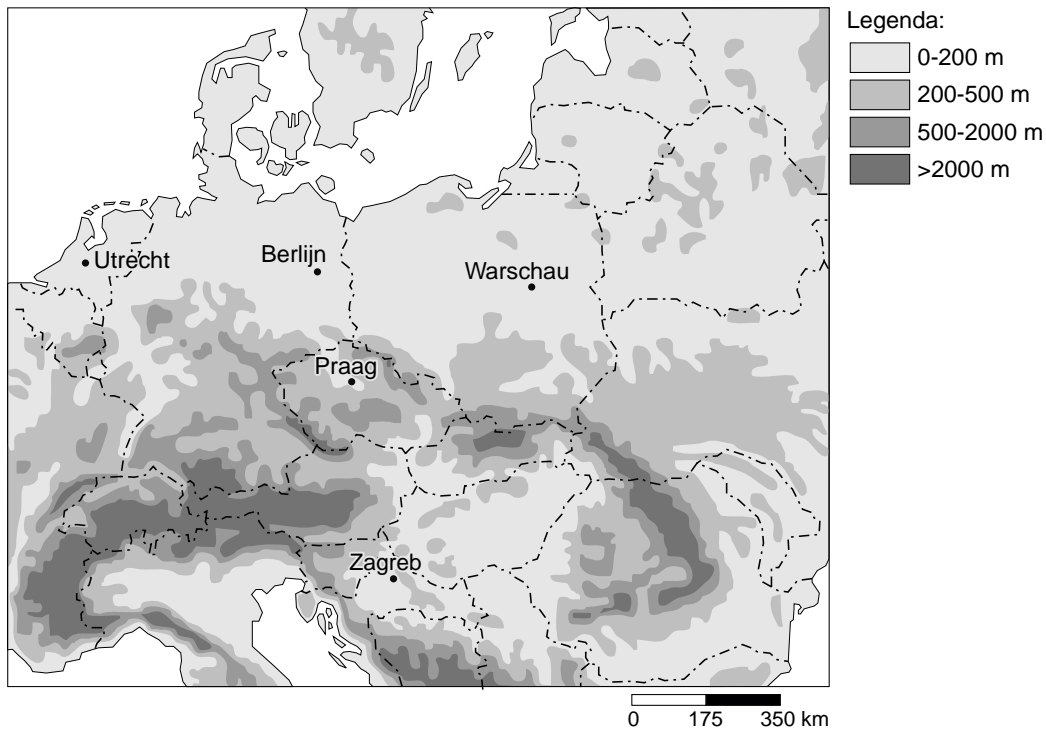 Legenda:
0-200 m
200-500 m
500-2000 m
>2000 m
Utrecht
Berlijn
Warschau
Praag
Zagreb
0 175 350 km